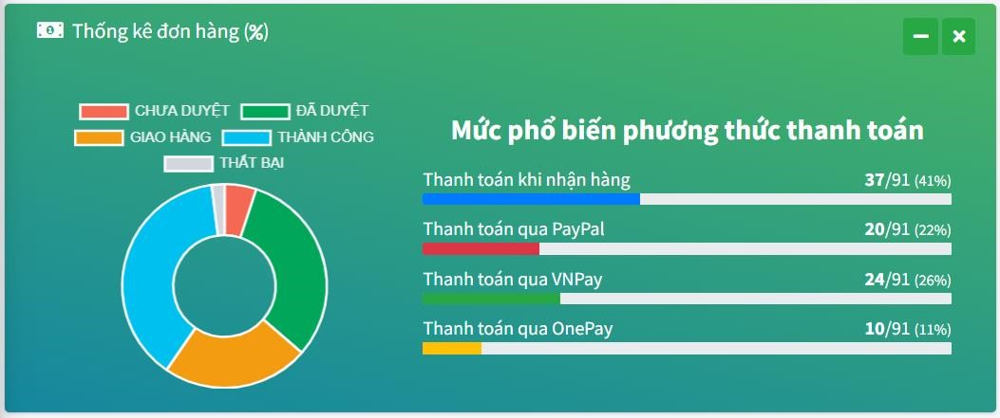 Thống kê đơn hàng (%)
CHƯA DUYỆT ĐÃ DUYỆT
GIAO HÀNG THÀNH CÔNG
THẤT BẠI
Mức phổ biến phương thức thanh toán
Thanh toán khi nhận hàng 37/91 (41%)
Thanh toán qua PayPal 20/91 (22%)
Thanh toán qua VNPay 24/91 (26%)
Thanh toán qua OnePay 10/91 (11%)